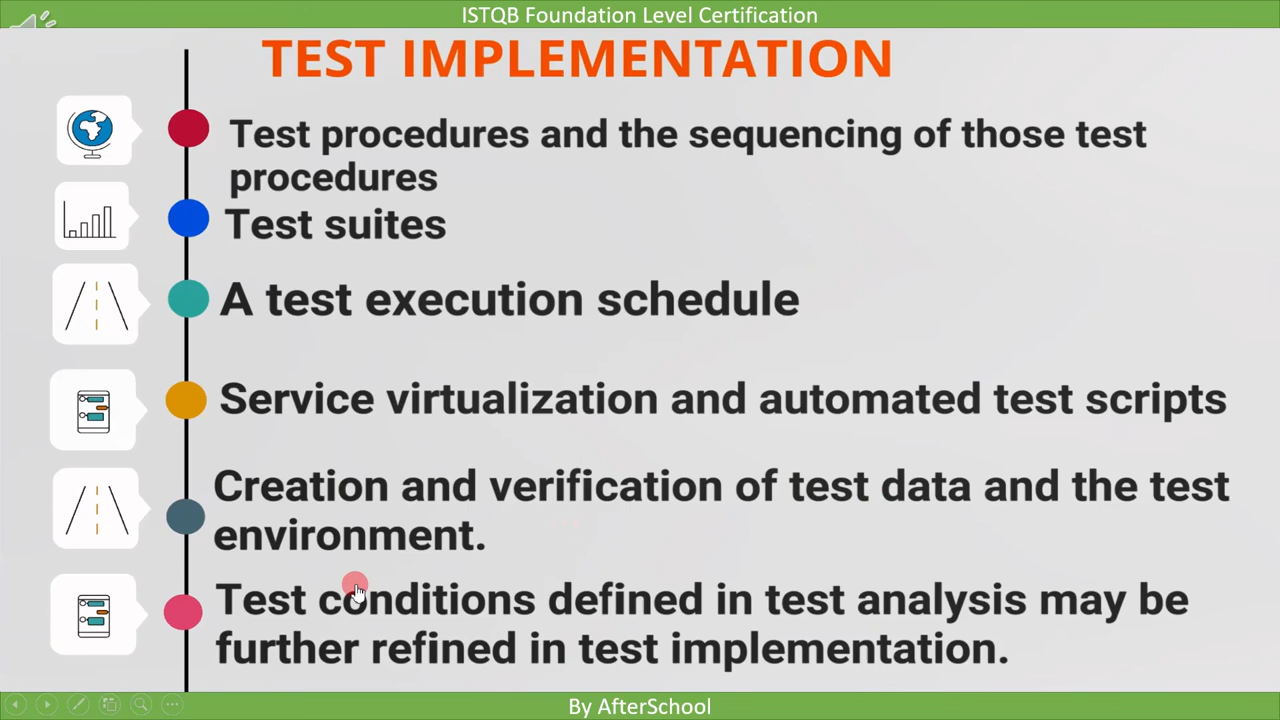 ISTQB Foundation Level Certification
TEST IMPLEMENTATION
Test procedures and the sequencing of those test
procedures
Test suites
A test execution schedule
Service virtualization and automated test scripts
Creation and verification of test data and the test
environment.
Test conditions defined in test analysis may be
further refined in test implementation.
By AfterSchool